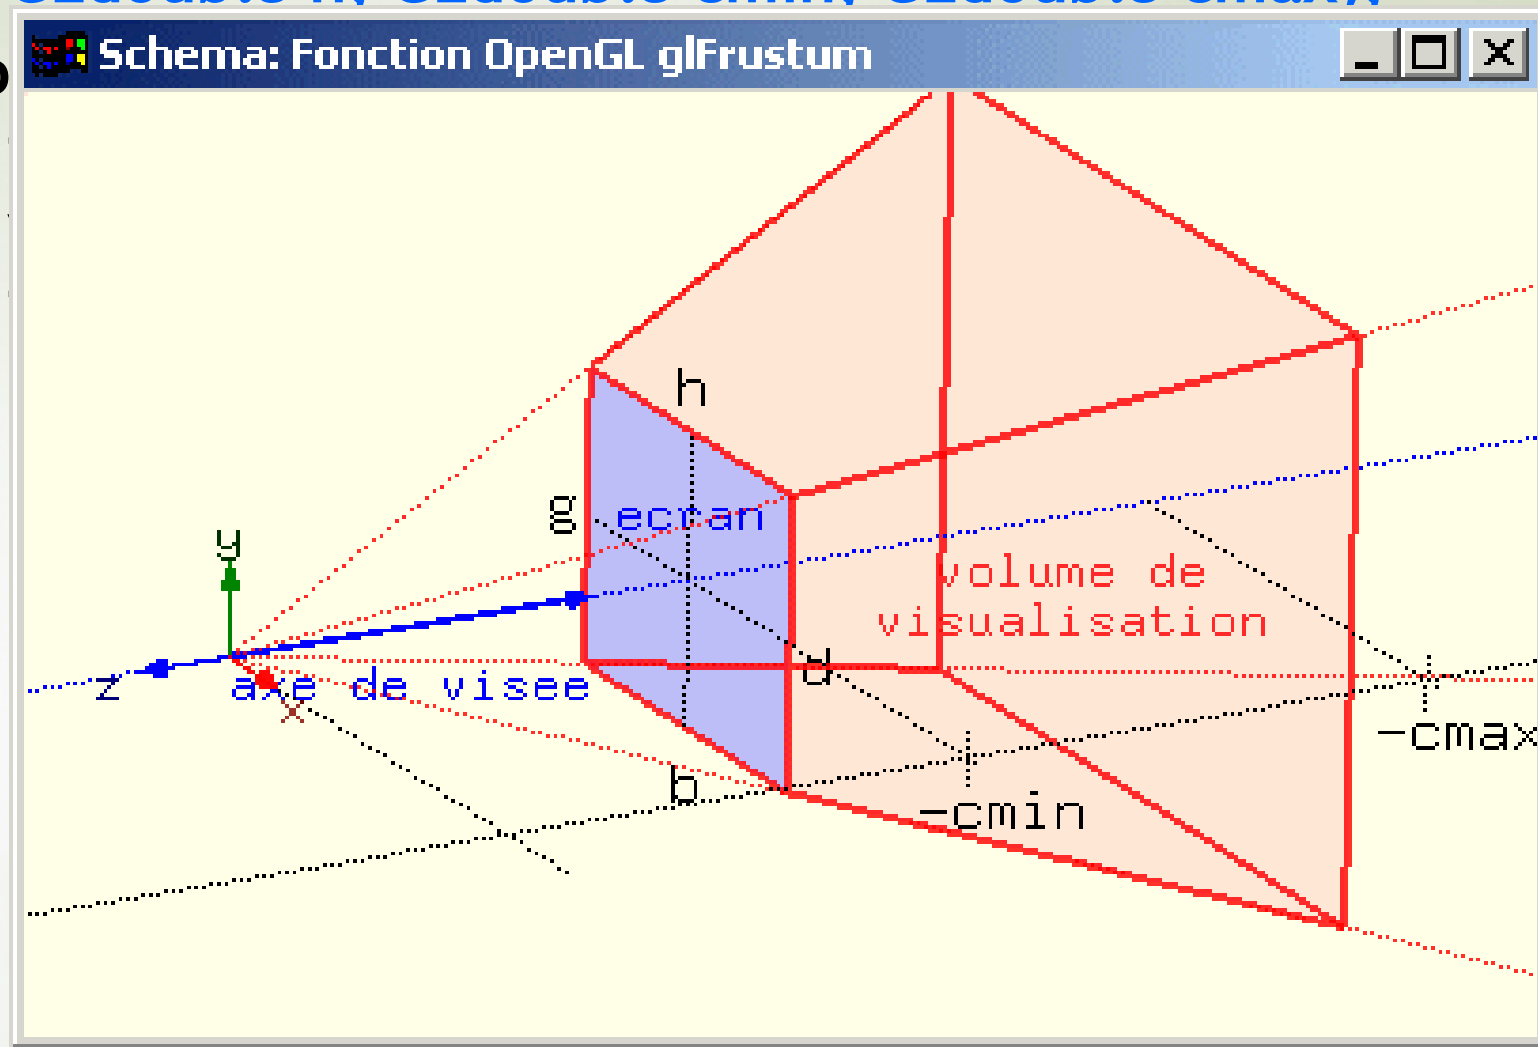 Schema: Fonction OpenGL glFrustum
h
g
ecran
y
volume de
visualisation
d
z
axe de visee
x
-cmax
b
-cmin